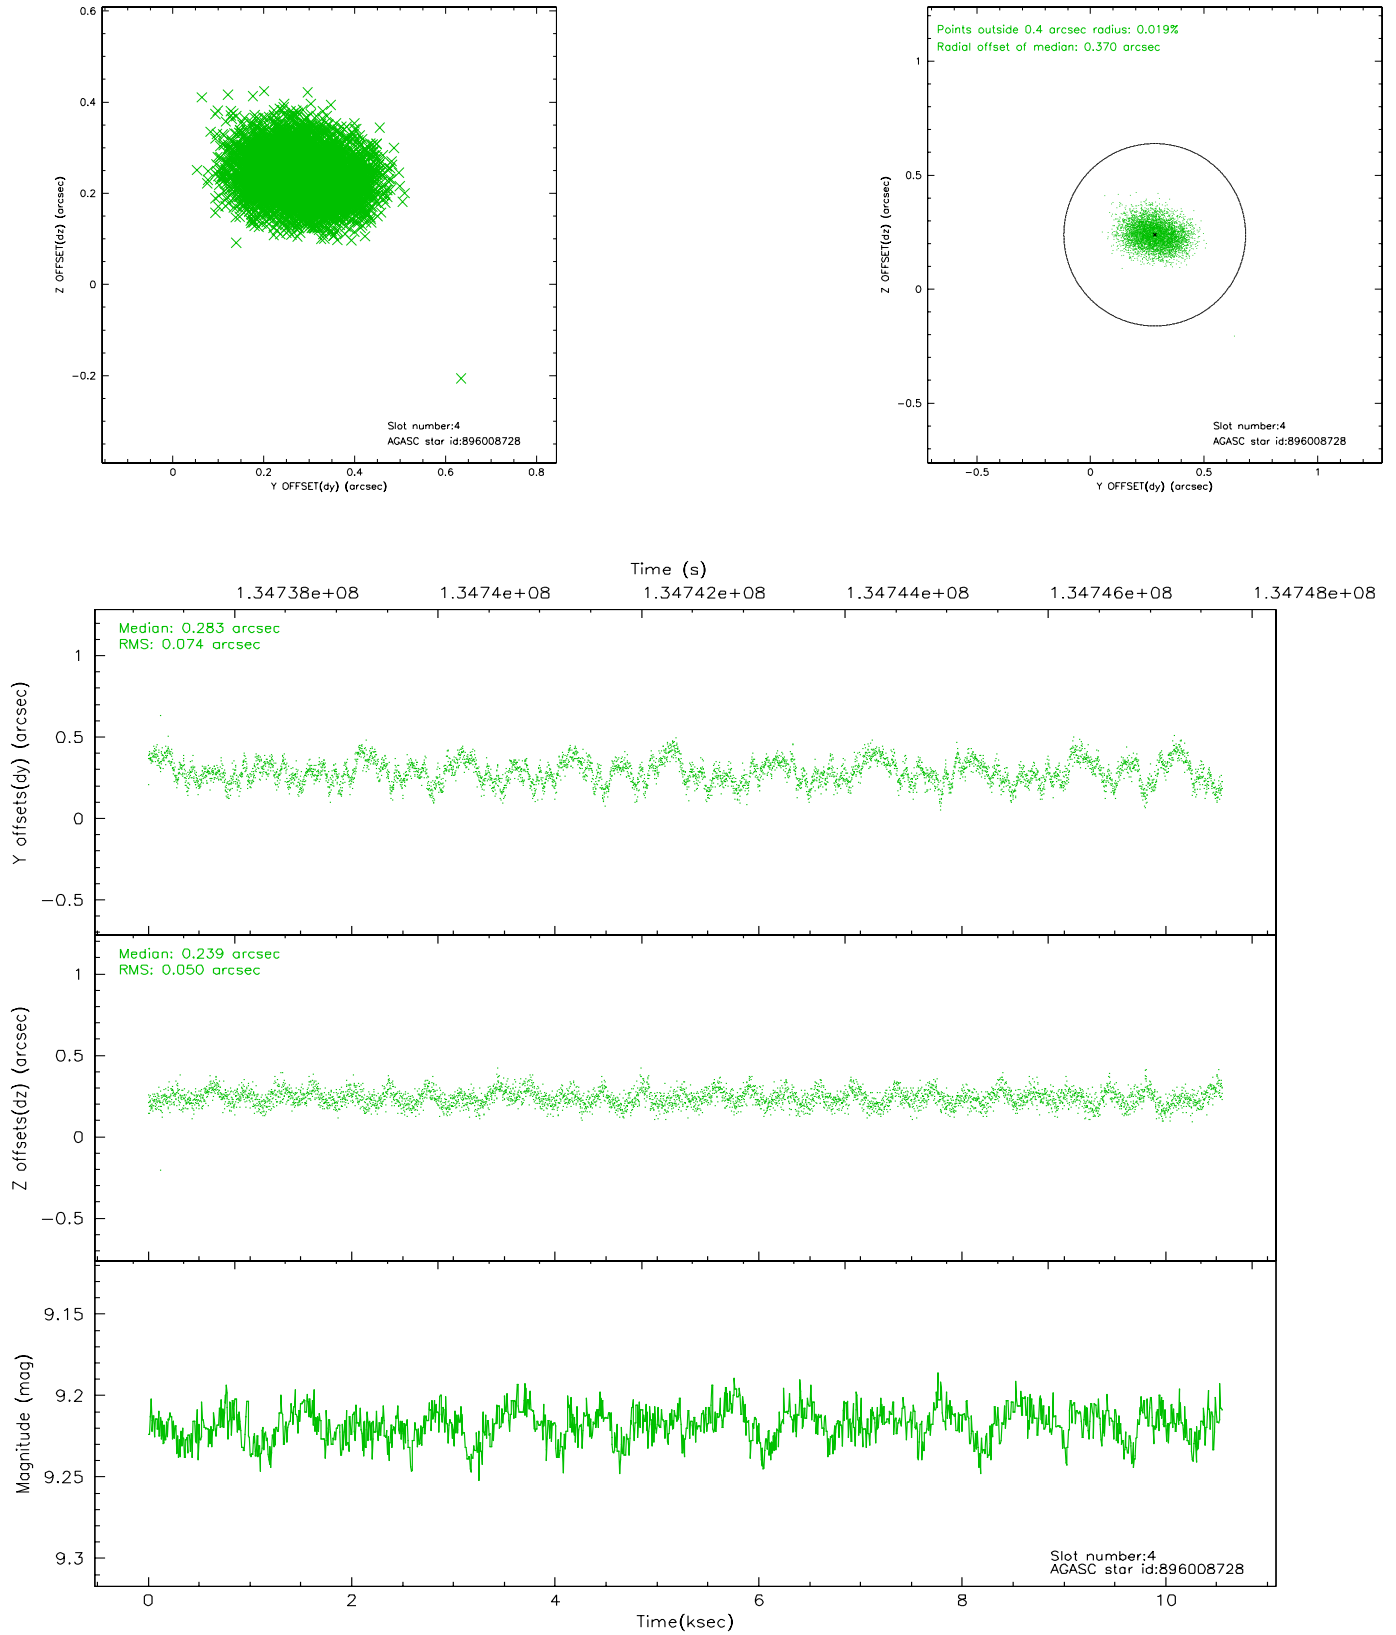 0.6
0.4
0.2
0
−0.2
Z OFFSET(dz) (arcsec)
Slot number:4
AGASC star id:896008728
0 0.2 0.4 0.6 0.8
Y OFFSET(dy) (arcsec)
Points outside 0.4 arcsec radius: 0.019%
Radial offset of median: 0.370 arcsec
1
0.5
0
−0.5
Z OFFSET(dz) (arcsec)
Slot number:4
AGASC star id:896008728
−0.5 0 0.5 1
Y OFFSET(dy) (arcsec)
Time (s)
1.34738e+08 1.3474e+08 1.34742e+08 1.34744e+08 1.34746e+08 1.34748e+08
Median: 0.283 arcsec
RMS: 0.074 arcsec
1
0.5
0
−0.5
Y offsets(dy) (arcsec)
Median: 0.239 arcsec
RMS: 0.050 arcsec
1
0.5
0
−0.5
Z offsets(dz) (arcsec)
9.15
9.2
9.25
9.3
Magnitude (mag)
Slot number:4
AGASC star id:896008728
0 2 4 6 8 10
Time(ksec)